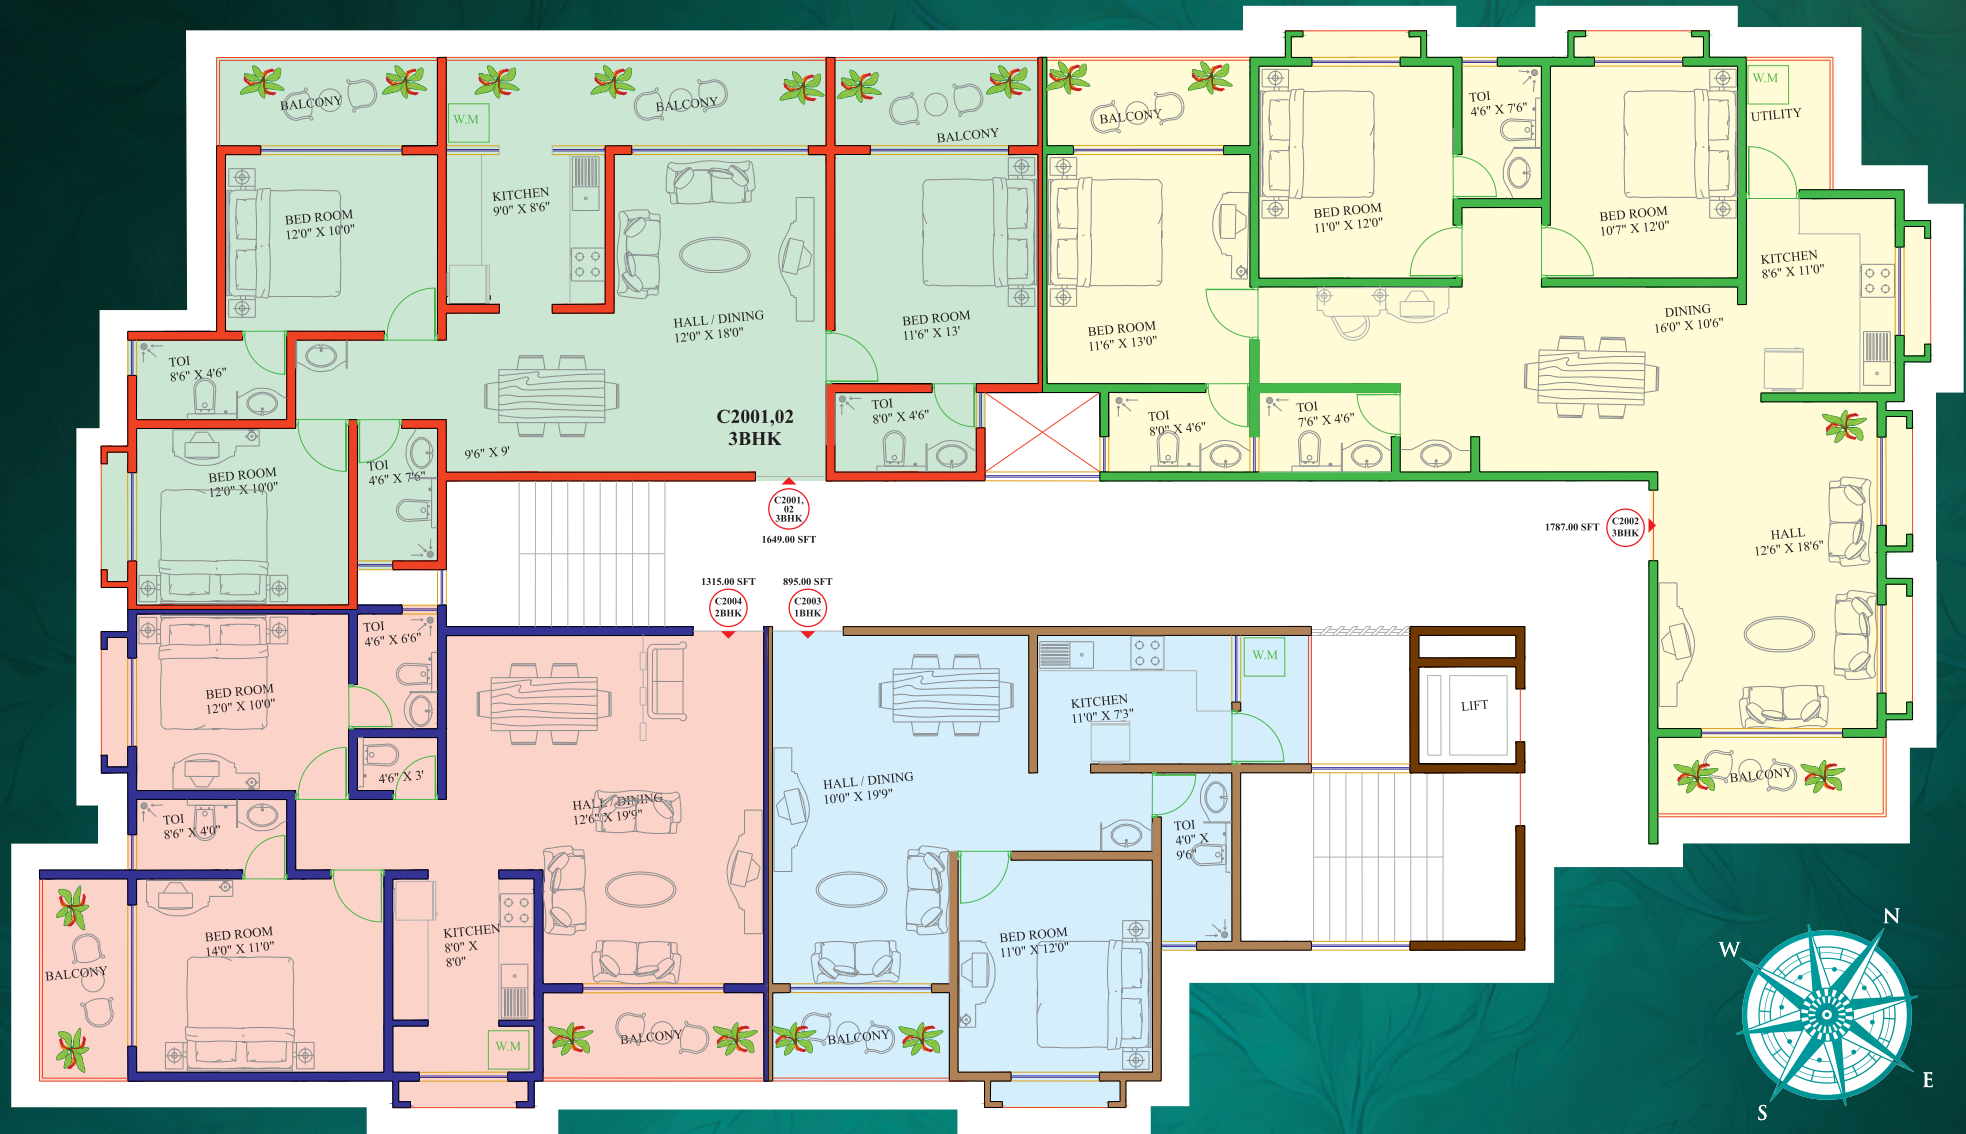 BALCONY
BALCONY
W.M
BALCONY
BALCONY
TOI
4'6" X 7'6"
W.M
UTILITY
BED ROOM
12'0" X 10'0"
KITCHEN
9'0" X 8'6"
HALL / DINING
12'0" X 18'0"
BED ROOM
11'6" X 13'
BED ROOM
11'6" X 13'0"
BED ROOM
11'0" X 12'0"
BED ROOM
10'7" X 12'0"
KITCHEN
8'6" X 11'0"
DINING
16'0" X 10'6"
TOI
8'6" X 4'6"
C2001,02
3BHK
9'6" X 9'
TOI
8'0" X 4'6"
TOI
8'0" X 4'6"
TOI
7'6" X 4'6"
BED ROOM
12'0" X 10'0"
TOI
4'6" X 7'6"
C2001,
02
3BHK
1649.00 SFT
1787.00 SFT
C2002
3BHK
HALL
12'6" X 18'6"
1315.00 SFT
C2004
2BHK
895.00 SFT
C2003
1BHK
TOI
4'6" X 6'6"
BED ROOM
12'0" X 10'0"
4'6" X 3'
KITCHEN
11'0" X 7'3"
W.M
LIFT
BALCONY
HALL / DINING
12'6" X 19'9"
HALL / DINING
10'0" X 19'9"
TOI
8'6" X 4'0"
TOI
4'0" X
9'6"
BALCONY
BED ROOM
14'0" X 11'0"
KITCHEN
8'0" X
8'0"
BED ROOM
11'0" X 12'0"
W.M
BALCONY
BALCONY
N
W
E
S